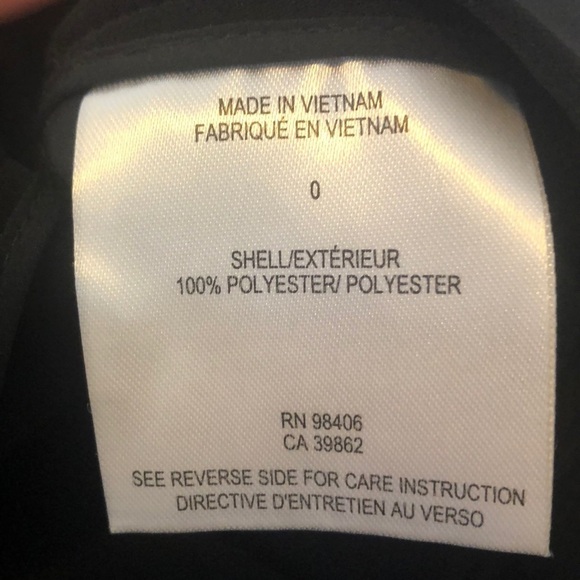 MADE IN VIETNAM
FABRIQUÉ EN VIETNAM
0
SHELL/EXTÉRIEUR
100% POLYESTER/ POLYESTER
RN 98406
CA 39862
SEE REVERSE SIDE FOR CARE INSTRUCTION
DIRECTIVE D'ENTRETIEN AU VERSO